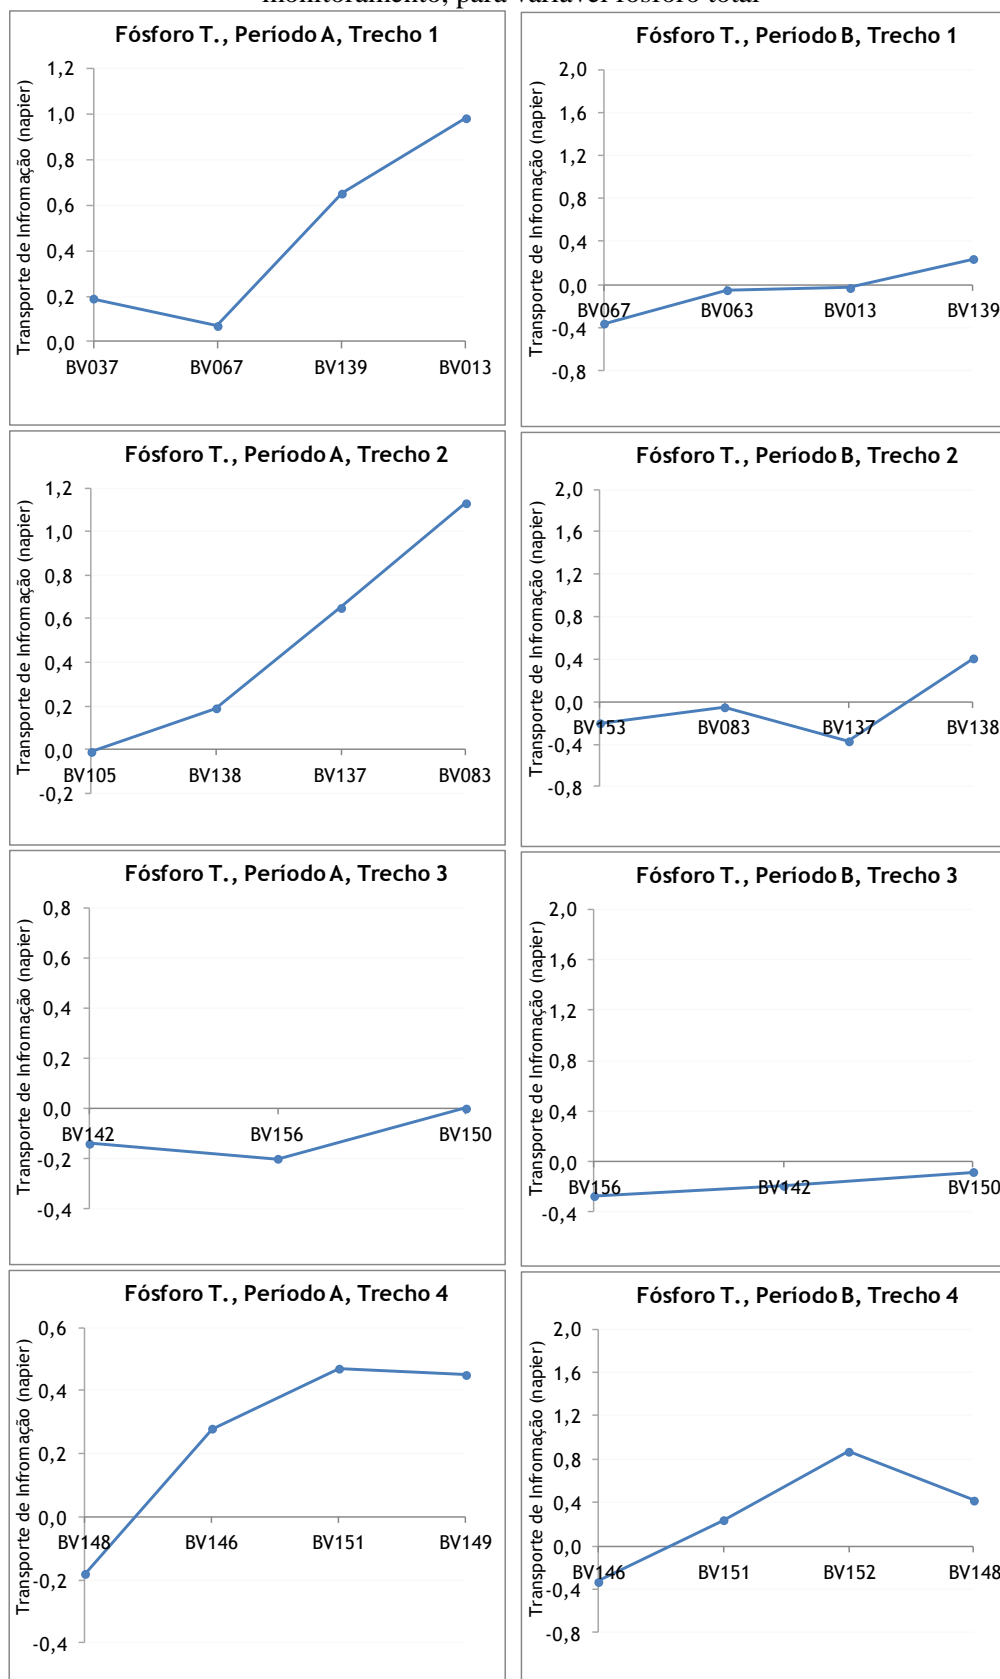 monitoramento, para variável fósforo total
Fósforo T., Período A, Trecho 1
Transporte de Infromação (napier)
1,2
1,0
0,8
0,6
0,4
0,2
0,0
BV037 BV067 BV139 BV013
Fósforo T., Período B, Trecho 1
Transporte de Infromação (napier)
2,0
1,6
1,2
0,8
0,4
0,0
-0,4
-0,8
BV067 BV063 BV013 BV139
Fósforo T., Período A, Trecho 2
Transporte de Infromação (napier)
1,2
1,0
0,8
0,6
0,4
0,2
0,0
-0,2
BV105 BV138 BV137 BV083
Fósforo T., Período B, Trecho 2
Transporte de Infromação (napier)
2,0
1,6
1,2
0,8
0,4
0,0
-0,4
-0,8
BV153 BV083 BV137 BV138
Fósforo T., Período A, Trecho 3
Transporte de Infromação (napier)
0,8
0,6
0,4
0,2
0,0
-0,2
-0,4
BV142 BV156 BV150
Fósforo T., Período B, Trecho 3
Transporte de Infromação (napier)
2,0
1,6
1,2
0,8
0,4
0,0
-0,4
BV156 BV142 BV150
Fósforo T., Período A, Trecho 4
Transporte de Infromação (napier)
0,6
0,4
0,2
0,0
-0,2
-0,4
BV148 BV146 BV151 BV149
Fósforo T., Período B, Trecho 4
Transporte de Infromação (napier)
2,0
1,6
1,2
0,8
0,4
0,0
-0,4
-0,8
BV146 BV151 BV152 BV148